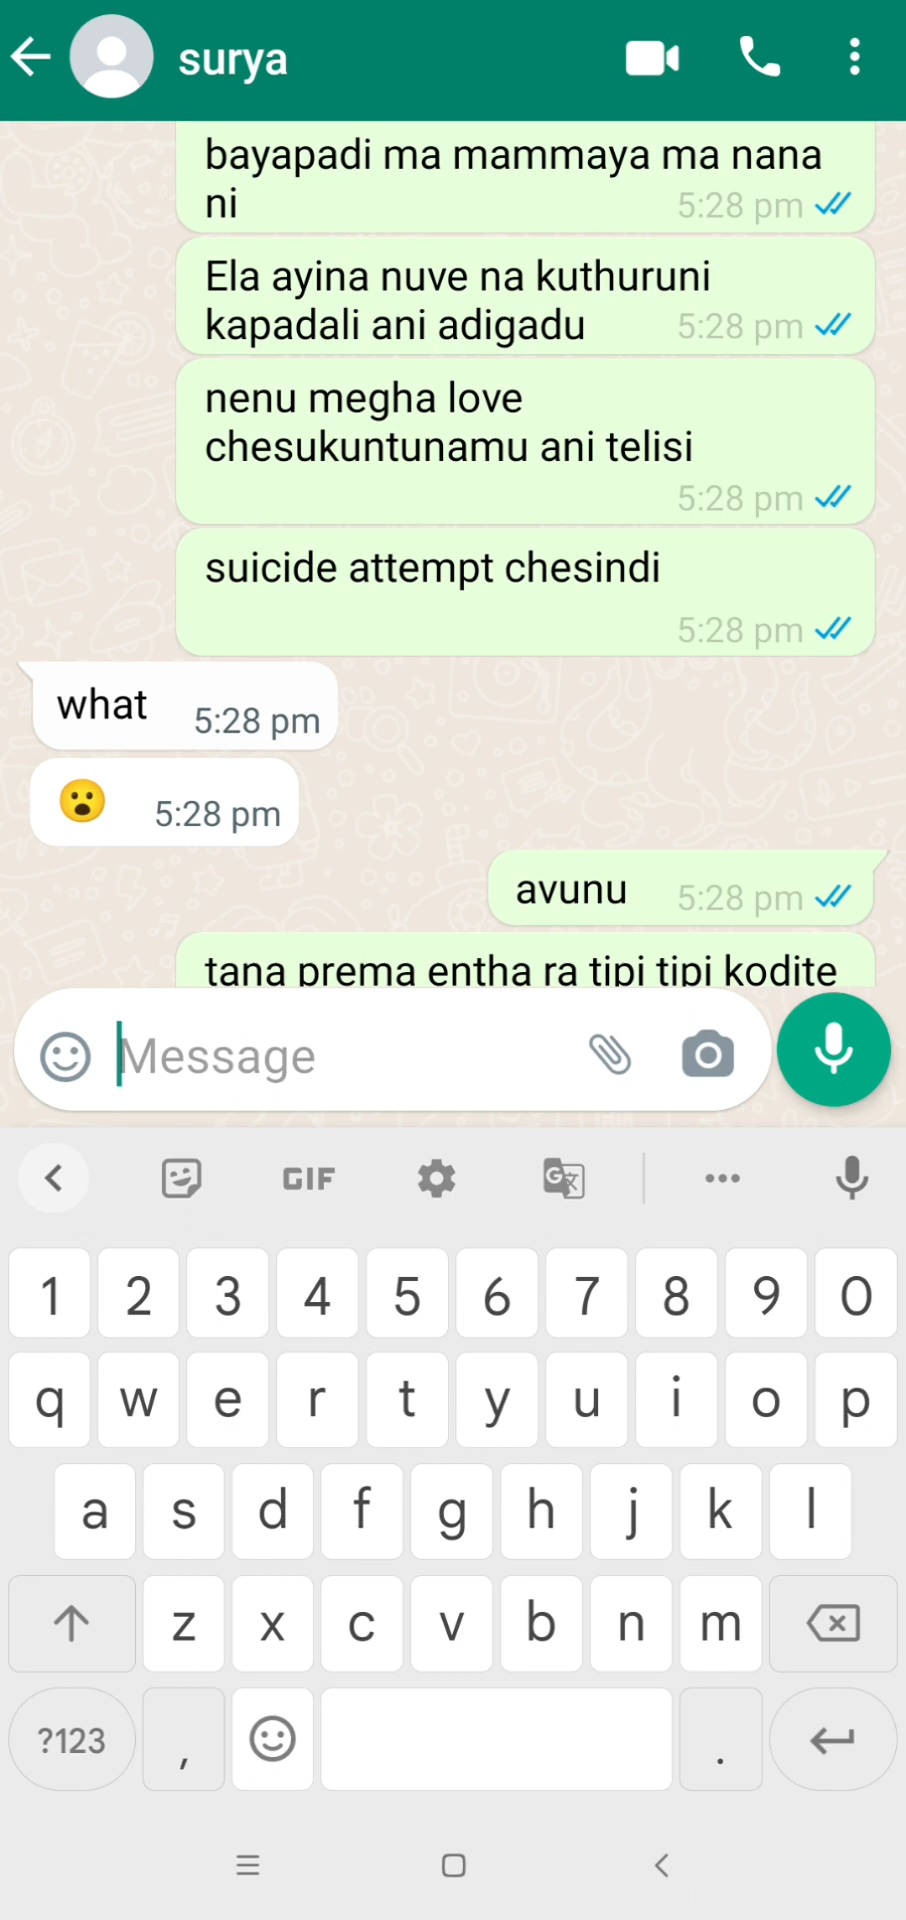 surya
bayapadi ma mammaya ma nana
ni
5:28 pm
Ela ayina nuve na kuthuruni
kapadali ani adigadu 5:28 pm
nenu megha love
chesukuntunamu ani telisi
5:28 pm
suicide attempt chesindi
5:28 pm
what 5:28 pm
😮 5:28 pm
avunu 5:28 pm
tana prema entha ra tipi tipi kodite
Message
GIF
1 2 3 4 5 6 7 8 9 0
q w e r t y u i o p
a s d f g h j k l
z x c v b n m
?123 , .